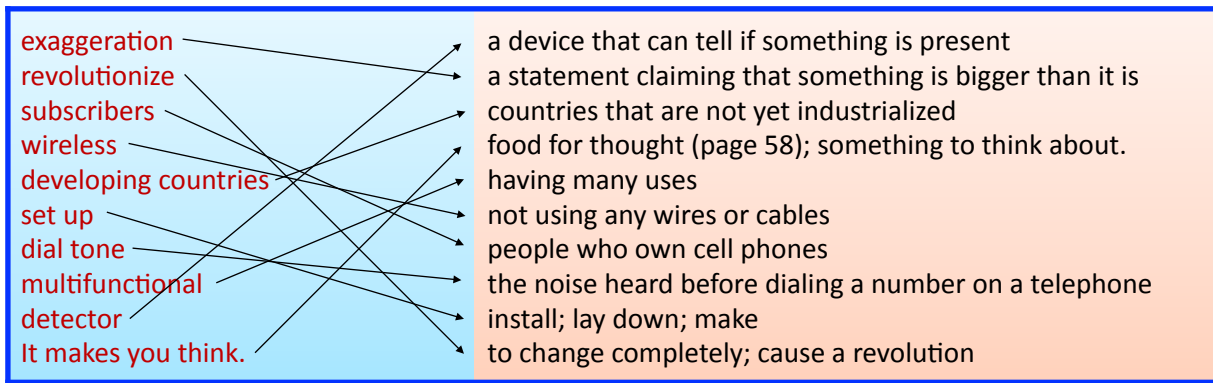 exaggeration
revolutionize
subscribers
wireless
developing countries
set up
dial tone
multifunctional
detector
It makes you think.
a device that can tell if something is present
a statement claiming that something is bigger than it is
countries that are not yet industrialized
food for thought (page 58); something to think about.
having many uses
not using any wires or cables
people who own cell phones
the noise heard before dialing a number on a telephone
install; lay down; make
to change completely; cause a revolution